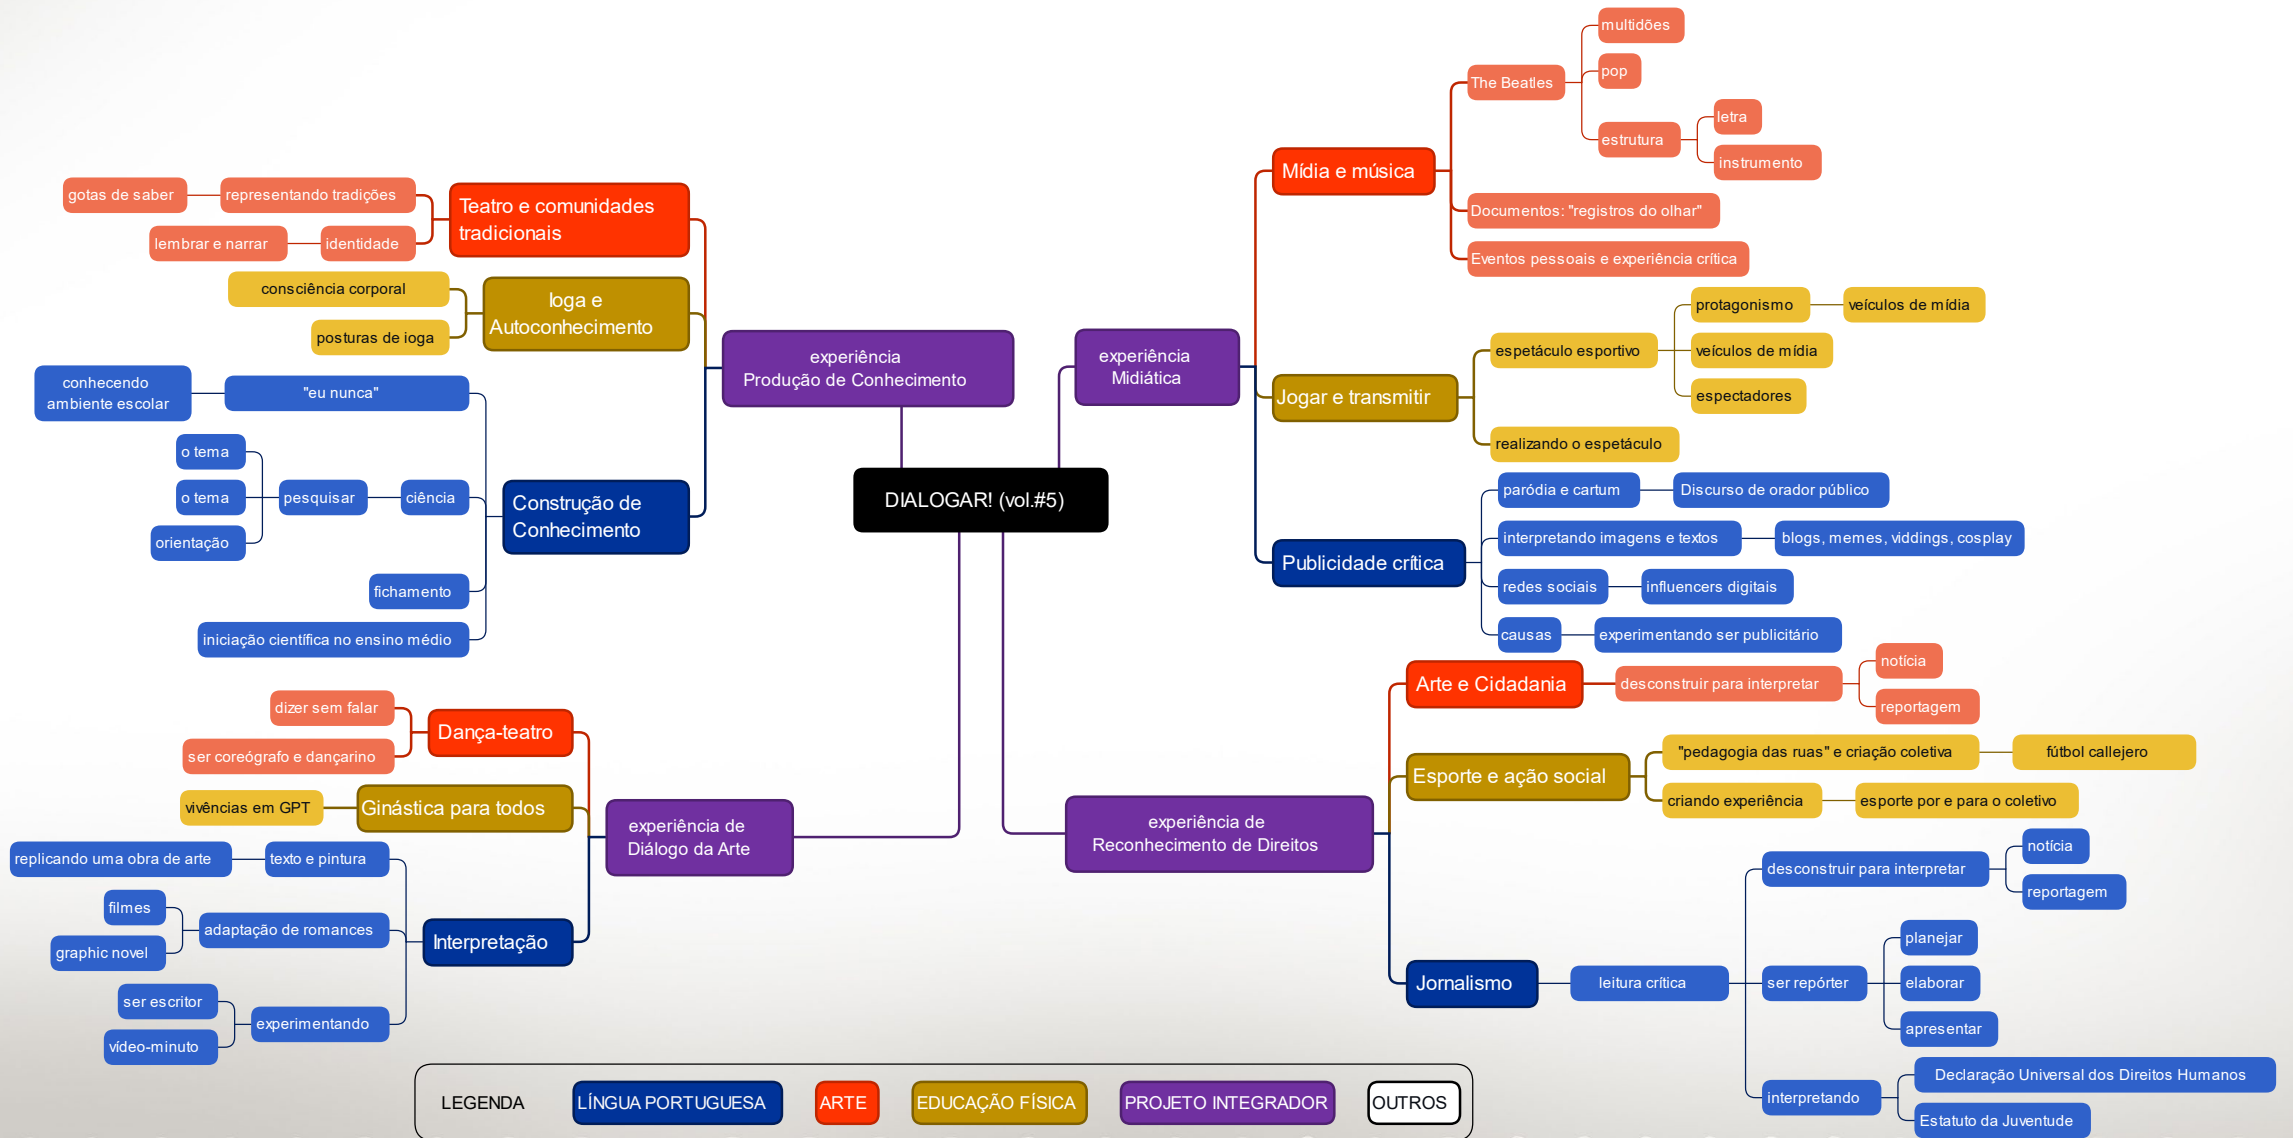 DIALOGAR! (vol.#5)
experiência
Produção de Conhecimento
Teatro e comunidades
tradicionais
representando tradições
gotas de saber
identidade
lembrar e narrar
Ioga e
Autoconhecimento
consciência corporal
posturas de ioga
Construção de
Conhecimento
"eu nunca"
conhecendo
ambiente escolar
ciência
pesquisar
o tema
o tema
orientação
fichamento
iniciação científica no ensino médio
experiência de
Diálogo da Arte
Dança-teatro
dizer sem falar
ser coreógrafo e dançarino
Ginástica para todos
vivências em GPT
Interpretação
texto e pintura
replicando uma obra de arte
adaptação de romances
filmes
graphic novel
experimentando
ser escritor
vídeo-minuto
experiência
Midiática
Mídia e música
The Beatles
multidões
pop
estrutura
letra
instrumento
Documentos: "registros do olhar"
Eventos pessoais e experiência crítica
Jogar e transmitir
espetáculo esportivo
protagonismo
veículos de mídia
veículos de mídia
espectadores
realizando o espetáculo
Publicidade crítica
paródia e cartum
Discurso de orador público
interpretando imagens e textos
blogs, memes, viddings, cosplay
redes sociais
influencers digitais
causas
experimentando ser publicitário
experiência de
Reconhecimento de Direitos
Arte e Cidadania
desconstruir para interpretar
notícia
reportagem
Esporte e ação social
"pedagogia das ruas" e criação coletiva
fútbol callejero
criando experiência
esporte por e para o coletivo
Jornalismo
leitura crítica
desconstruir para interpretar
notícia
reportagem
ser repórter
planejar
elaborar
apresentar
interpretando
Declaração Universal dos Direitos Humanos
Estatuto da Juventude
LEGENDA
LÍNGUA PORTUGUESA
ARTE
EDUCAÇÃO FÍSICA
PROJETO INTEGRADOR
OUTROS